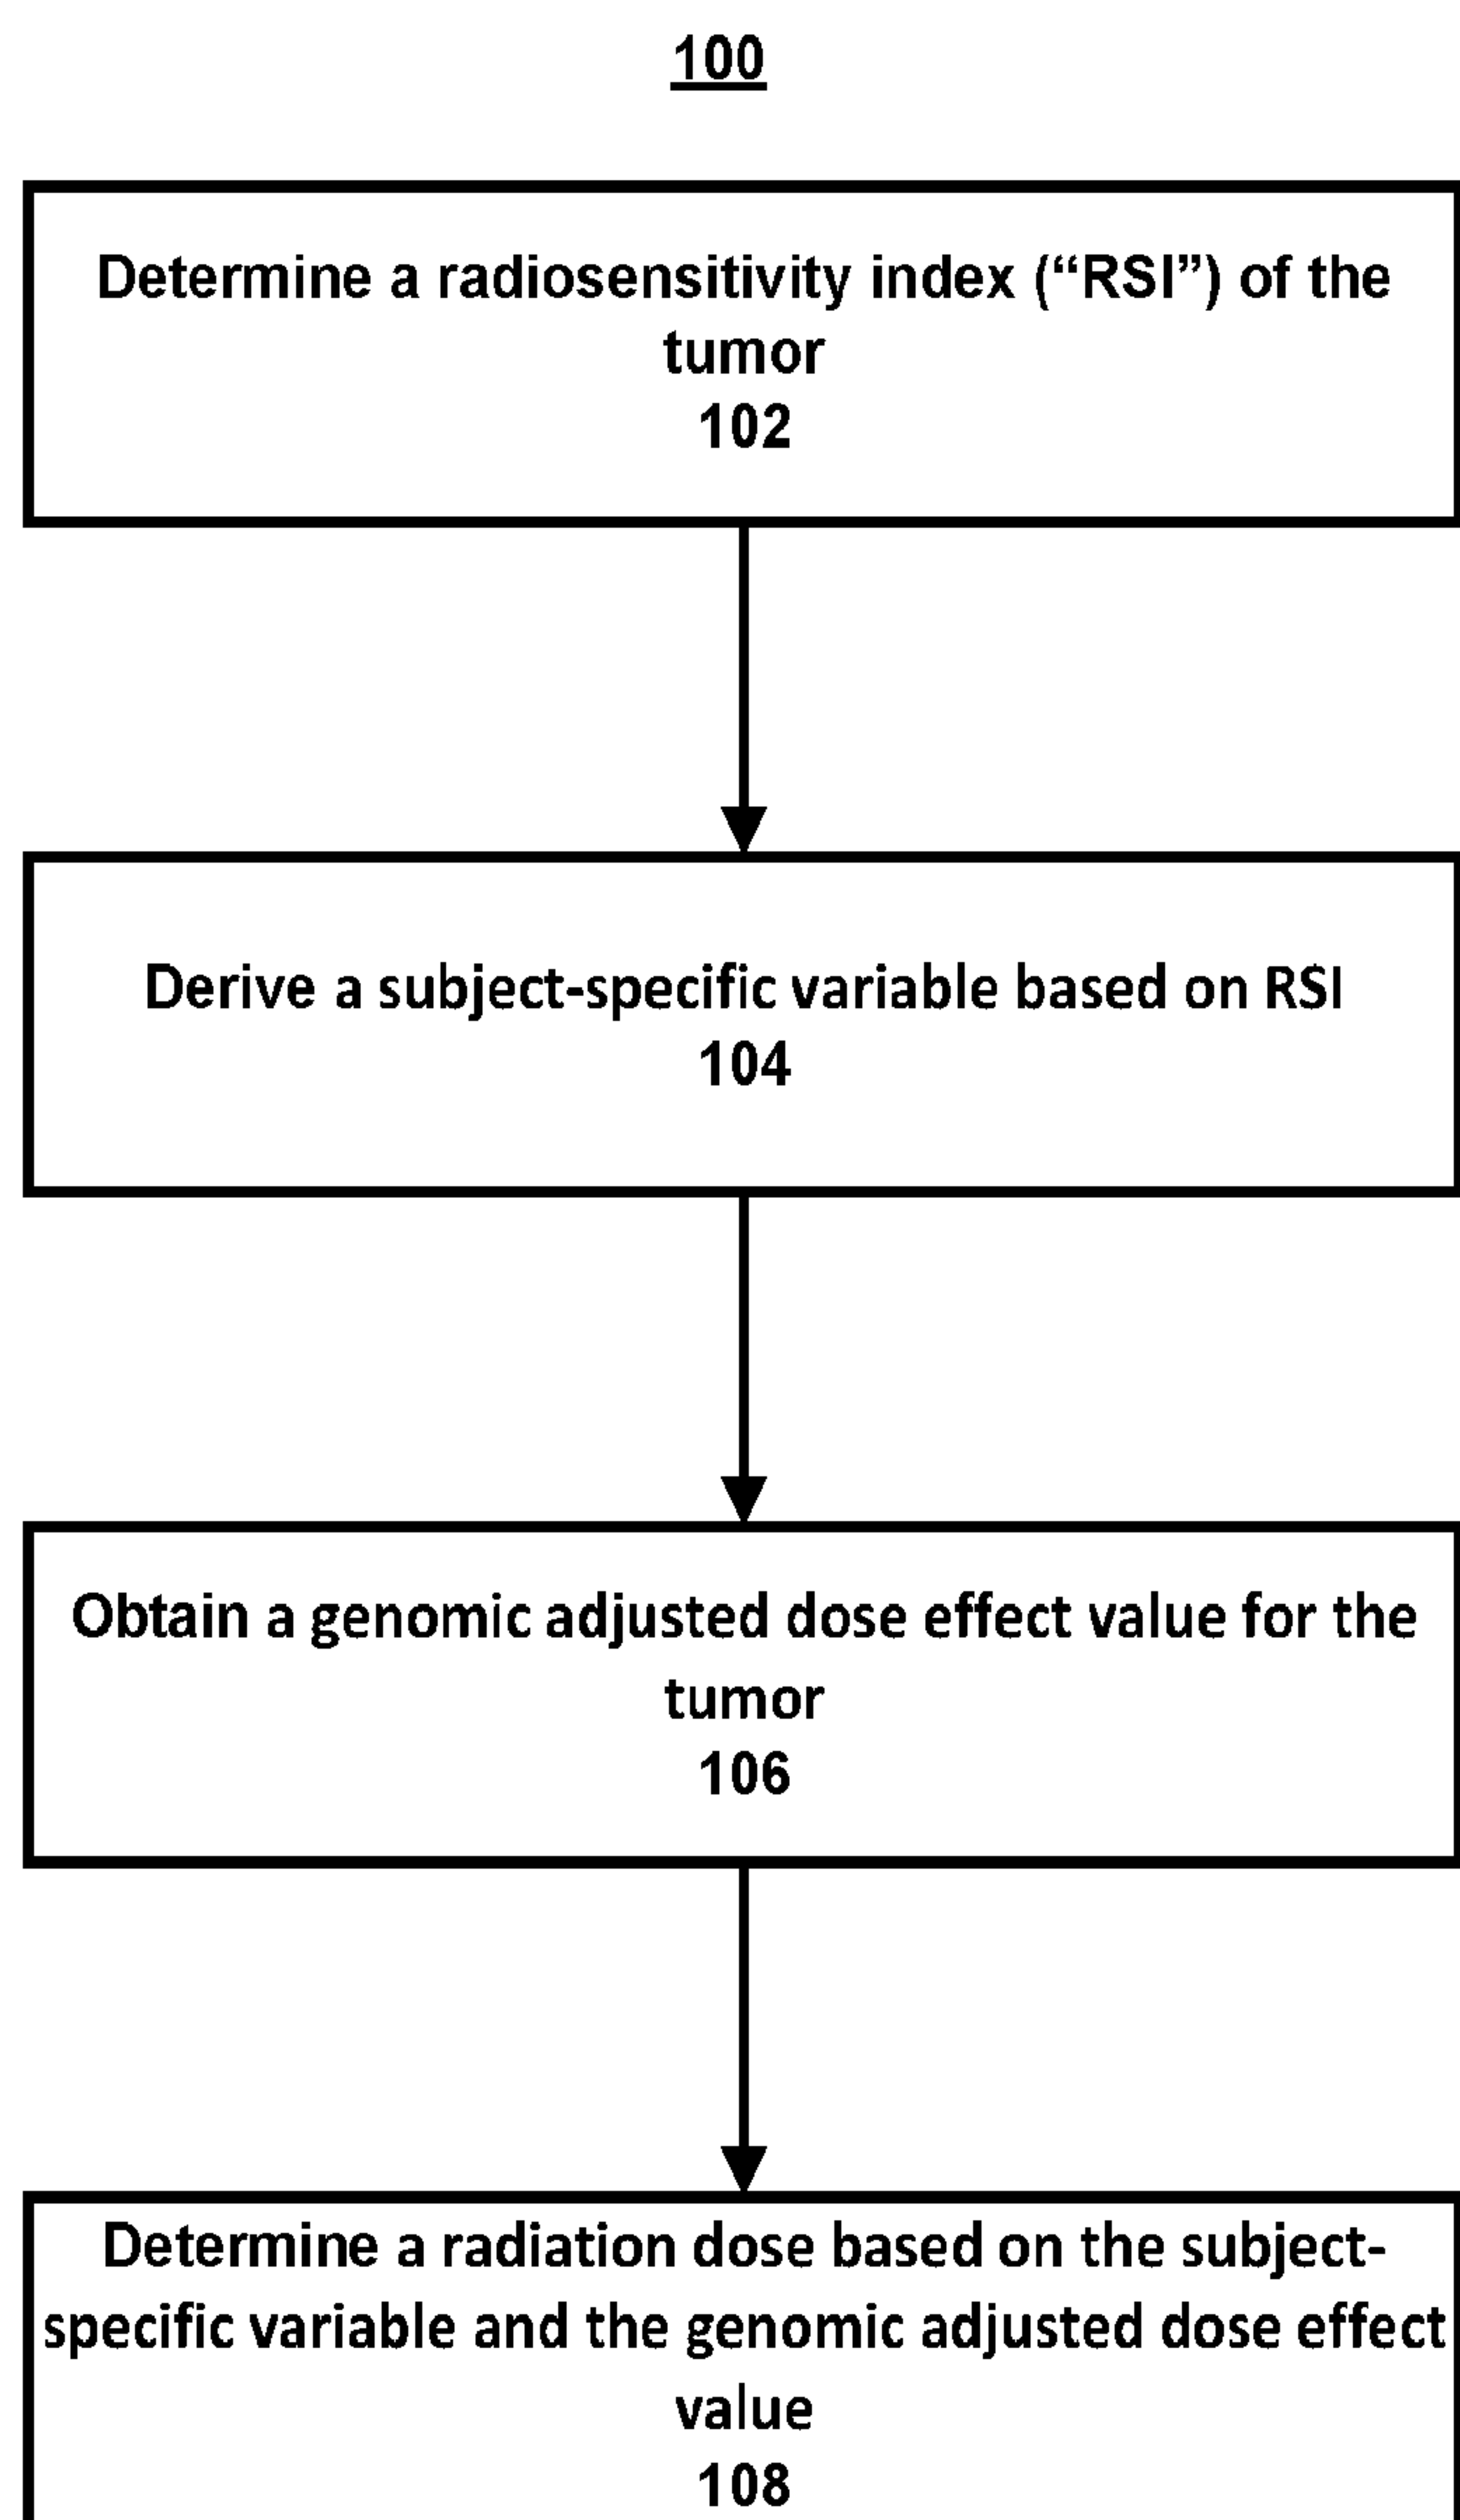 100
Determine a radiosensitivity index (“RSI”) of the
tumor
102
Derive a subject-specific variable based on RSI
104
Obtain a genomic adjusted dose effect value for the
tumor
106
Determine a radiation dose based on the subject-
specific variable and the genomic adjusted dose effect
value
108